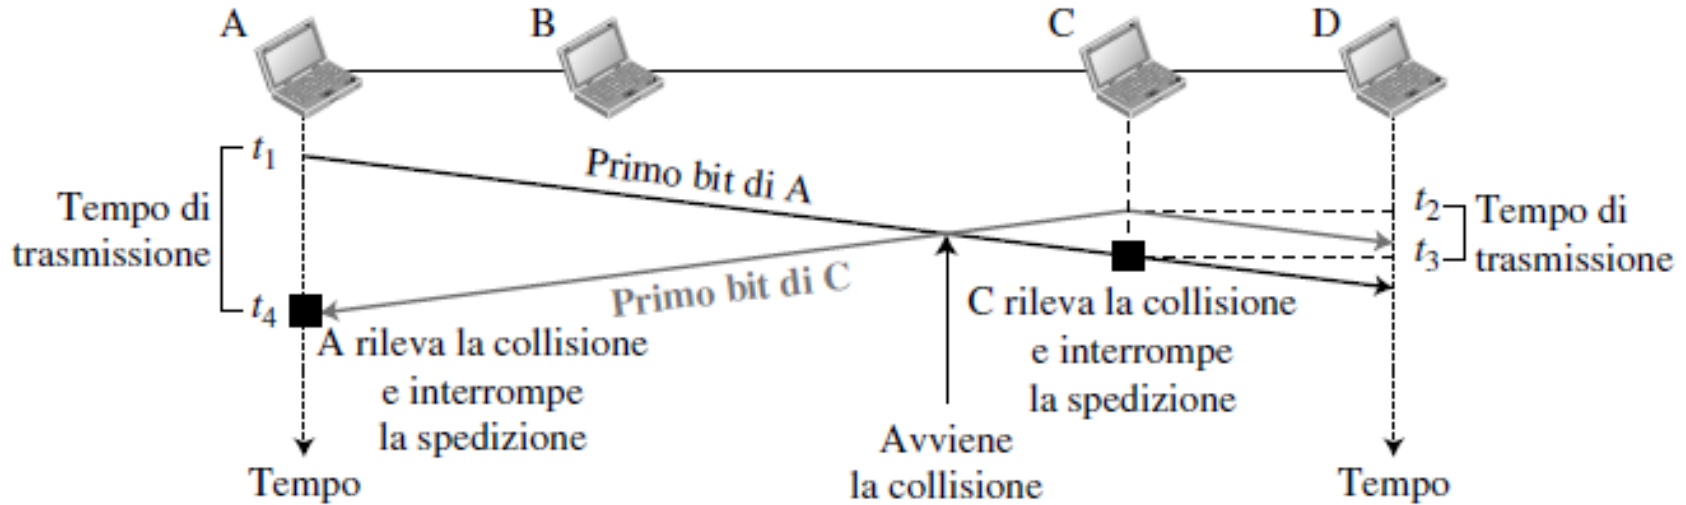 A
B
C
D
t1
Primo bit di A
Tempo di
trasmissione
t2
Tempo di
t3
trasmissione
Primo bit di C
t4
C rileva la collisione
e interrompe
la spedizione
A rileva la collisione
e interrompe
la spedizione
Avviene
la collisione
Tempo
Tempo